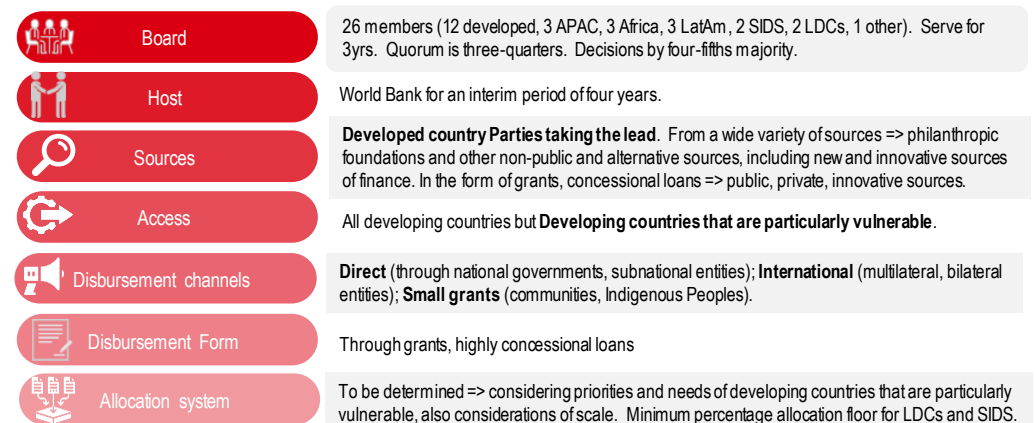 Board
26 members (12 developed, 3 APAC, 3 Africa, 3 LatAm, 2 SIDS, 2 LDCs, 1 other). Serve for
3yrs. Quorum is three-quarters. Decisions by four-fifths majority.
Host
World Bank for an interim period of four years.
Sources
Developed country Parties taking the lead. From a wide variety of sources => philanthropic
foundations and other non-public and alternative sources, including new and innovative sources
of finance. In the form of grants, concessional loans => public, private, innovative sources.
Access
All developing countries but Developing countries that are particularly vulnerable.
Disbursement channels
Direct (through national governments, subnational entities); International (multilateral, bilateral
entities); Small grants (communities, Indigenous Peoples).
Disbursement Form
Through grants, highly concessional loans
Allocation system
To be determined => considering priorities and needs of developing countries that are particularly
vulnerable, also considerations of scale. Minimum percentage allocation floor for LDCs and SIDS.